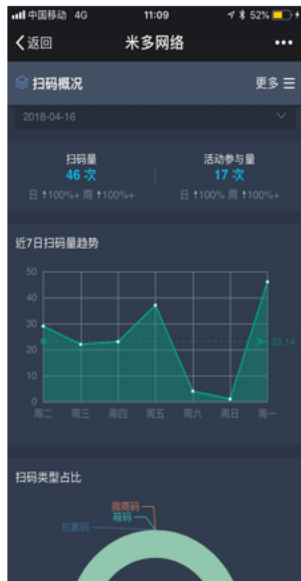 中国移动 4G 11:09 52%
返回 米多网络
扫码概况 更多
2018-04-16
扫码量 活动参与量
46 次 17 次
日 ↑100%+ 周 ↑100%+ 日 ↑100% 周 ↑100%+
近7日扫码量趋势
50
40
30
20
10
0
23.14
周二 周三 周四 周五 周六 周日 周一
扫码类型占比
微商码
箱码
包裹码